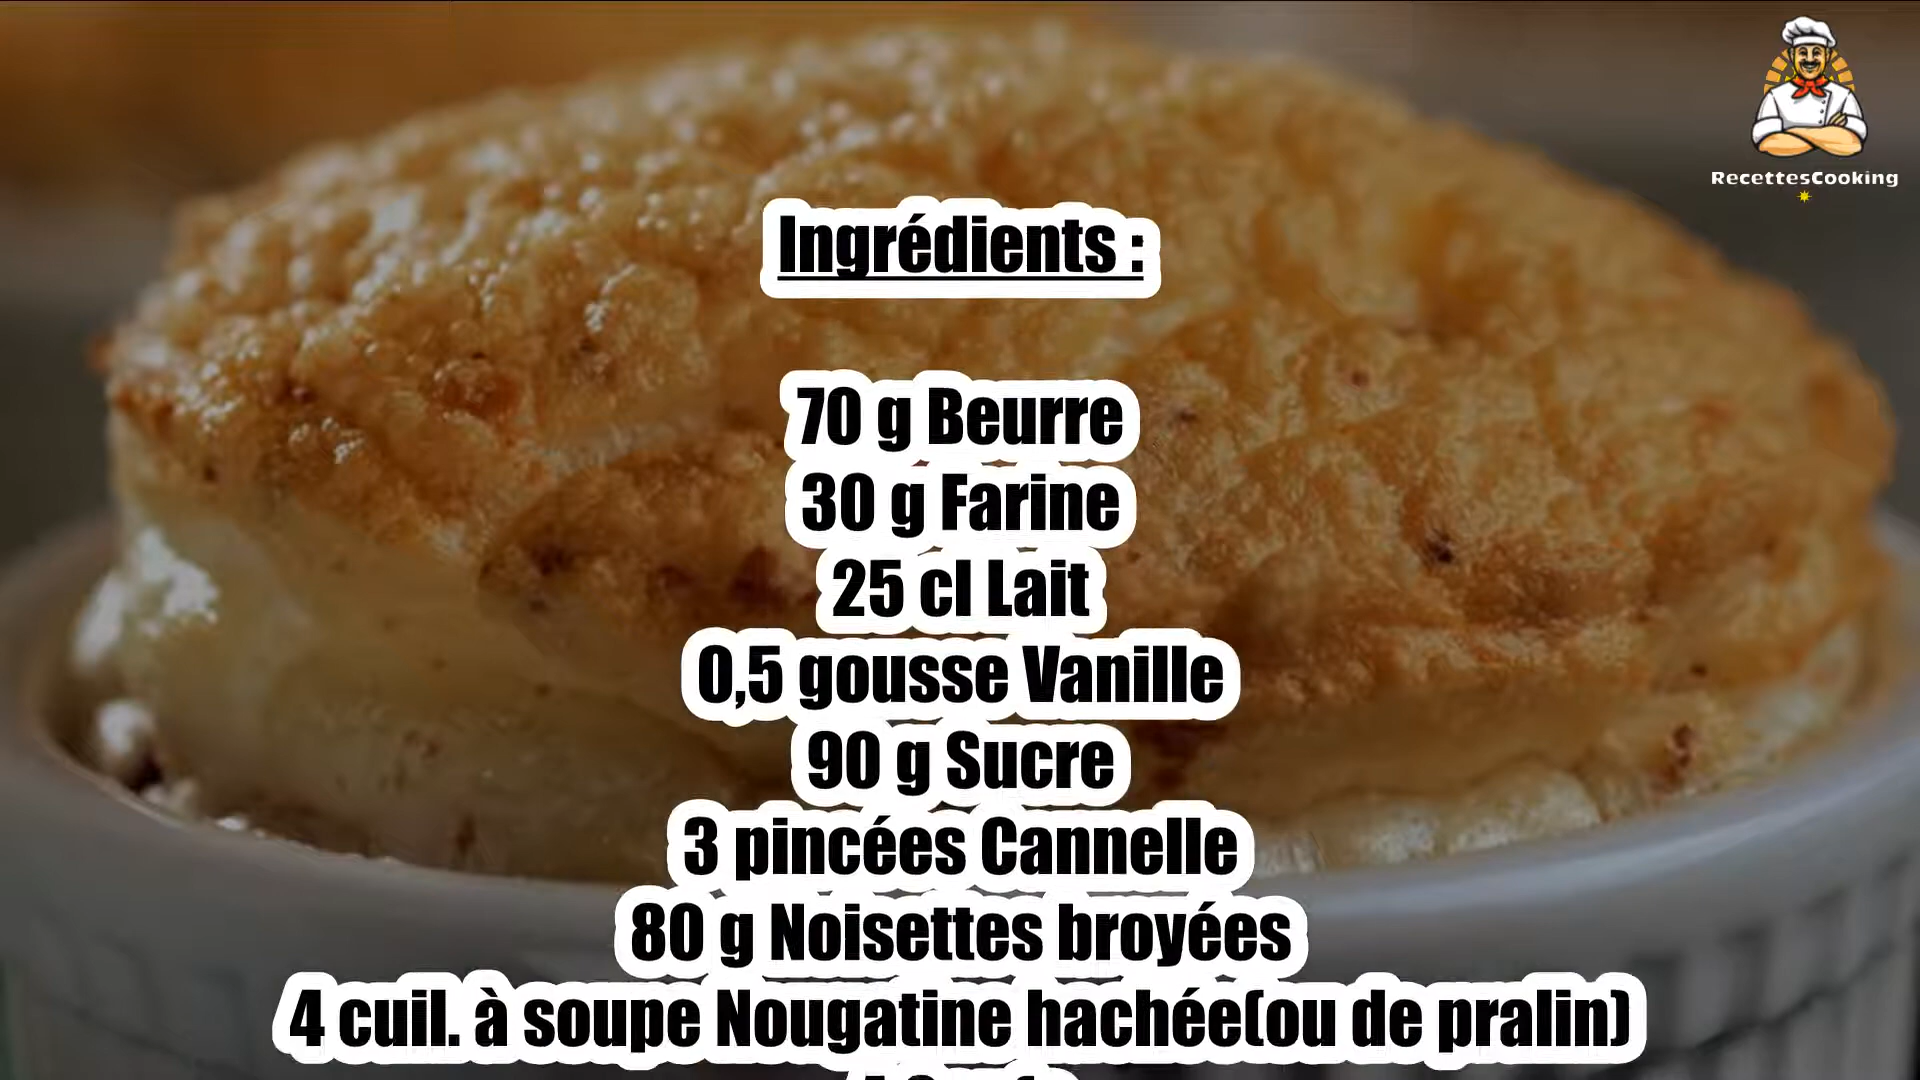 RecettesCooking
Ingrédients :
70 g Beurre
30 g Farine
25 cl Lait
0,5 gousse Vanille
90 g Sucre
3 pincées Cannelle
80 g Noisettes broyées
4 cuil. à soupe Nougatine hachée(ou de pralin)